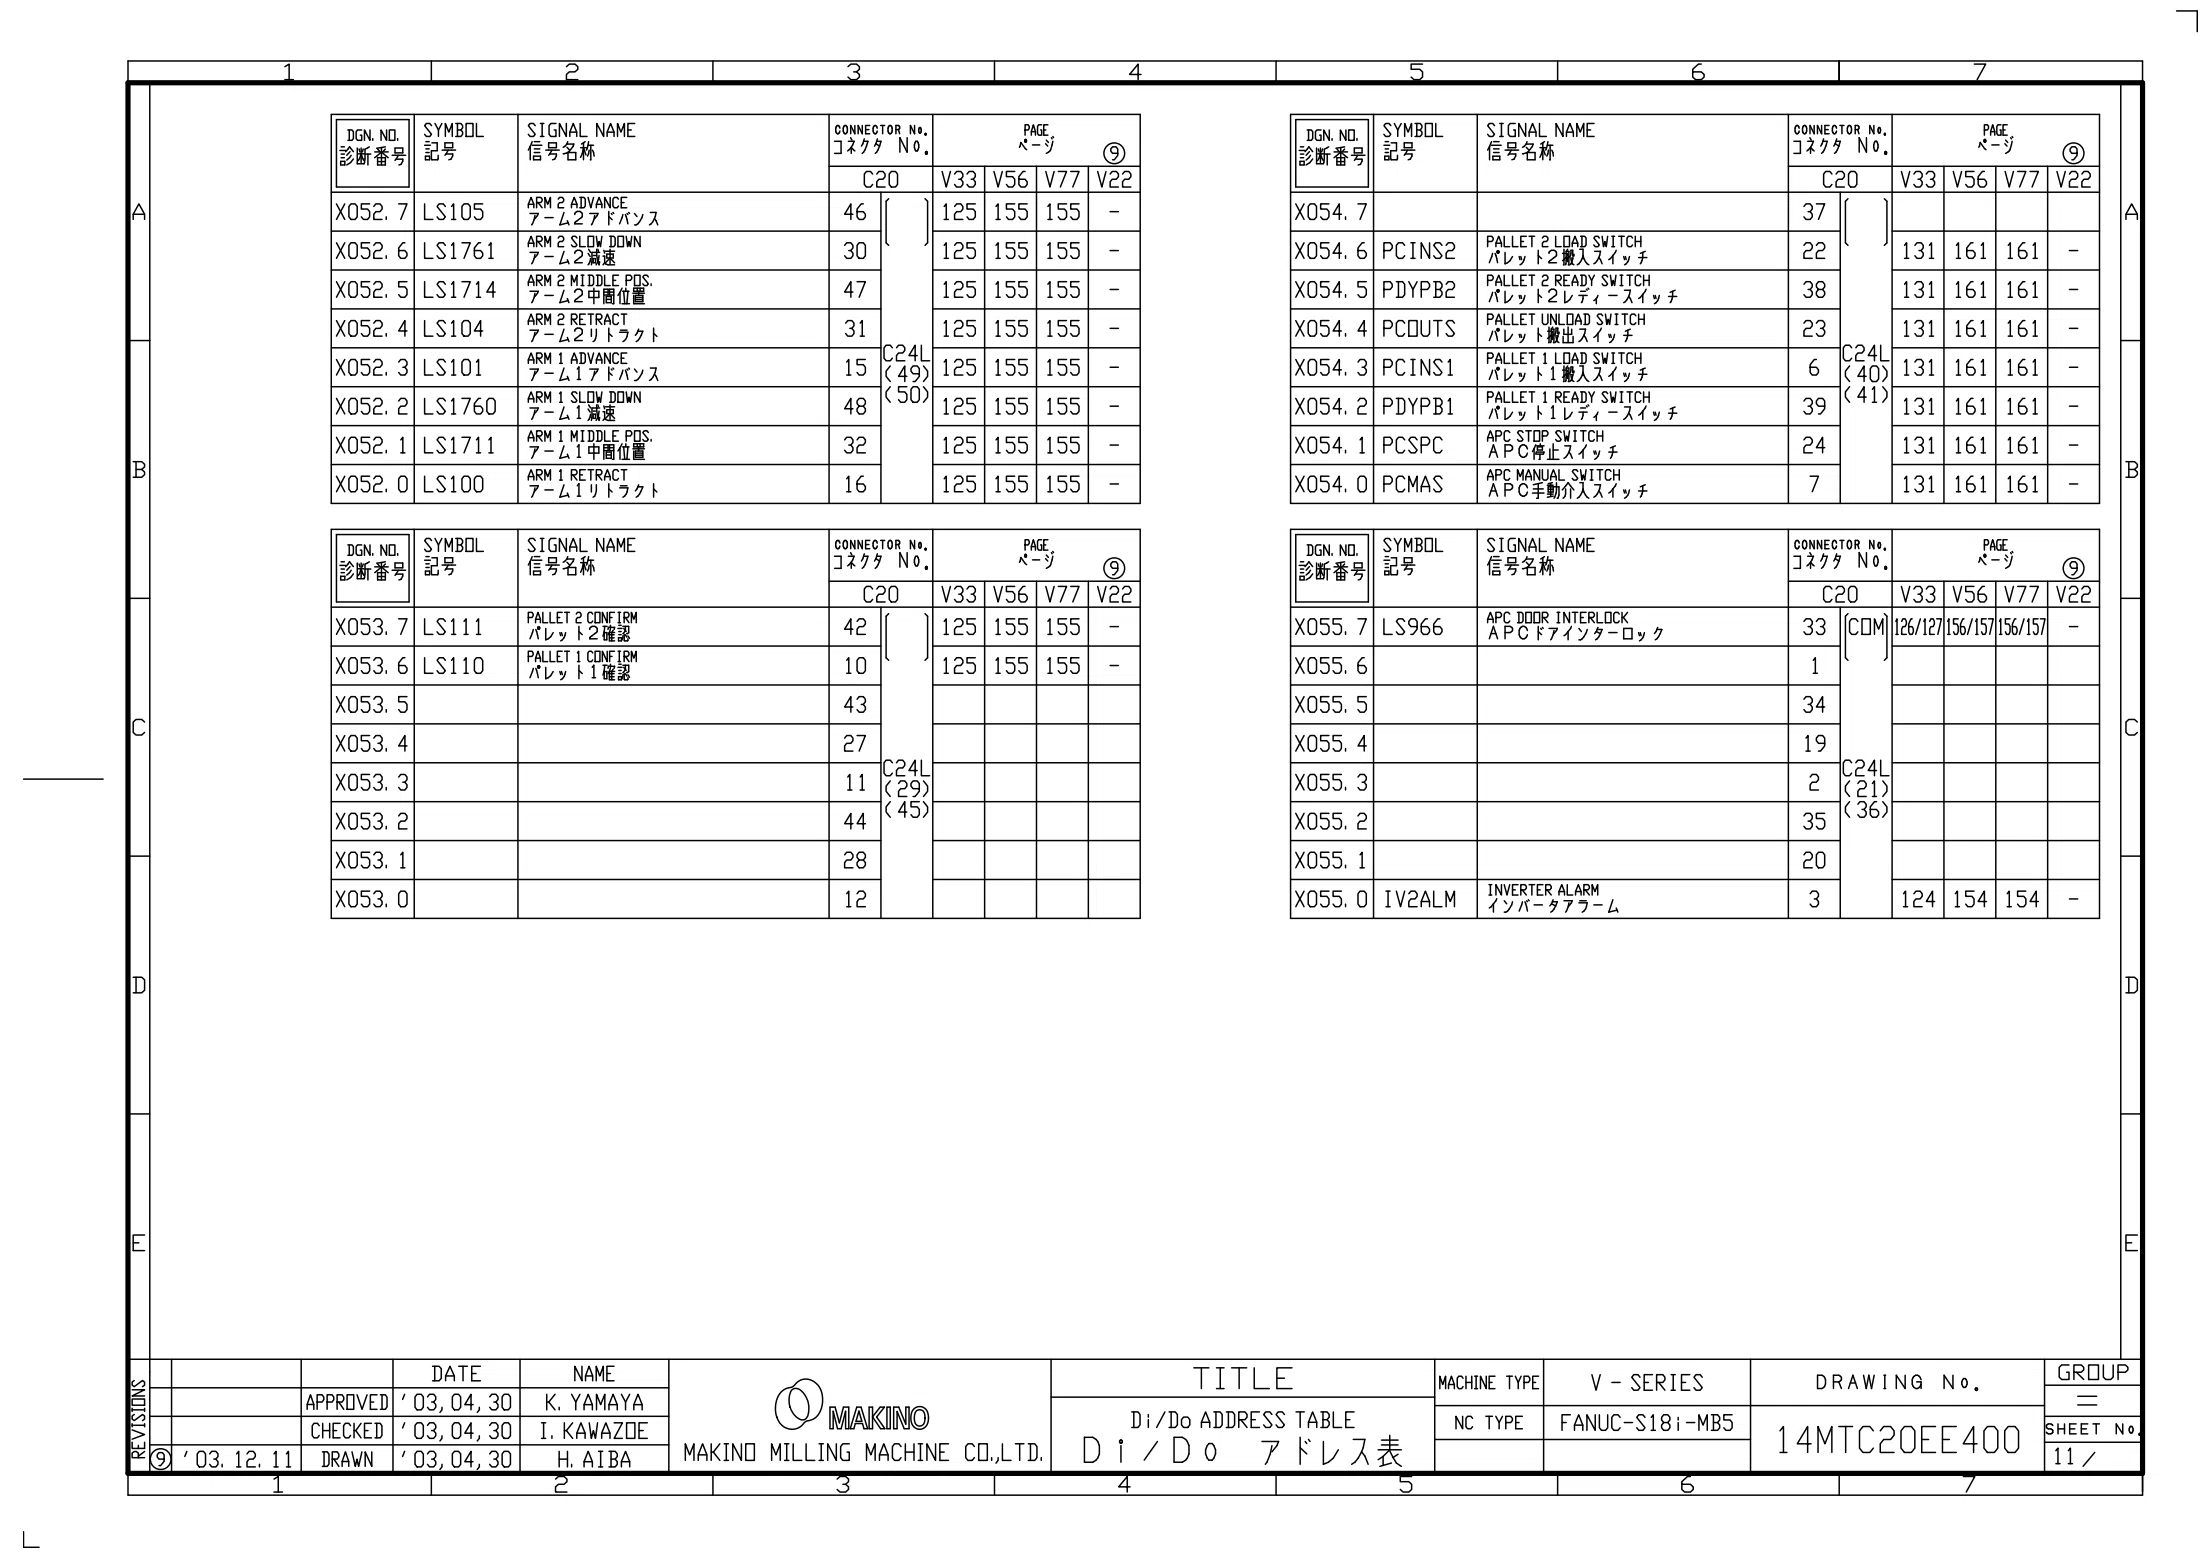 1 2 3 4 5 6 7
A
B
C
D
E
DGN. NO. SYMBOL SIGNAL NAME CONNECTOR No. PAGE
診断番号 記号 信号名称 コネクタ No. ページ ⑨
C20 V33 V56 V77 V22
X052. 7 LS105 ARM 2 ADVANCE 46 125 155 155 -
アーム2アドバンス
X052. 6 LS1761 ARM 2 SLOW DOWN 30 125 155 155 -
アーム2減速
X052. 5 LS1714 ARM 2 MIDDLE POS. 47 125 155 155 -
アーム2中間位置
X052. 4 LS104 ARM 2 RETRACT 31 125 155 155 -
アーム2リトラクト
X052. 3 LS101 ARM 1 ADVANCE 15 125 155 155 -
アーム1アドバンス
X052. 2 LS1760 ARM 1 SLOW DOWN 48 125 155 155 -
アーム1減速
X052. 1 LS1711 ARM 1 MIDDLE POS. 32 125 155 155 -
アーム1中間位置
X052. 0 LS100 ARM 1 RETRACT 16 125 155 155 -
アーム1リトラクト
C24L
(49)
(50)
DGN. NO. SYMBOL SIGNAL NAME CONNECTOR No. PAGE
診断番号 記号 信号名称 コネクタ No. ページ ⑨
C20 V33 V56 V77 V22
X054. 7 37
X054. 6 PCINS2 PALLET 2 LOAD SWITCH 22 131 161 161 -
パレット2搬入スイッチ
X054. 5 PDYPB2 PALLET 2 READY SWITCH 38 131 161 161 -
パレット2レディースイッチ
X054. 4 PCOUTS PALLET UNLOAD SWITCH 23 131 161 161 -
パレット搬出スイッチ
X054. 3 PCINS1 PALLET 1 LOAD SWITCH 6 131 161 161 -
パレット1搬入スイッチ
X054. 2 PDYPB1 PALLET 1 READY SWITCH 39 131 161 161 -
パレット1レディースイッチ
X054. 1 PCSPC APC STOP SWITCH 24 131 161 161 -
APC停止スイッチ
X054. 0 PCMAS APC MANUAL SWITCH 7 131 161 161 -
APC手動介入スイッチ
C24L
(40)
(41)
DGN. NO. SYMBOL SIGNAL NAME CONNECTOR No. PAGE
診断番号 記号 信号名称 コネクタ No. ページ ⑨
C20 V33 V56 V77 V22
X053. 7 LS111 PALLET 2 CONFIRM 42 125 155 155 -
パレット2確認
X053. 6 LS110 PALLET 1 CONFIRM 10 125 155 155 -
パレット1確認
X053. 5 43
X053. 4 27
X053. 3 11
X053. 2 44
X053. 1 28
X053. 0 12
C24L
(29)
(45)
DGN. NO. SYMBOL SIGNAL NAME CONNECTOR No. PAGE
診断番号 記号 信号名称 コネクタ No. ページ ⑨
C20 V33 V56 V77 V22
X055. 7 LS966 APC DOOR INTERLOCK 33 COM 126/127 156/157 156/157 -
APCドアインターロック
X055. 6 1
X055. 5 34
X055. 4 19
X055. 3 2
X055. 2 35
X055. 1 20
X055. 0 IV2ALM INVERTER ALARM 3 124 154 154 -
インバータアラーム
C24L
(21)
(36)
A
B
C
D
E
REVISIONS
DATE NAME
APPROVED '03,04,30 K. YAMAYA
CHECKED '03,04,30 I. KAWAZOE
⑨ '03. 12. 11 DRAWN '03,04,30 H. AIBA
MAKINO
MAKINO MILLING MACHINE CO.,LTD.
TITLE
Di/Do ADDRESS TABLE
Di/Do アドレス表
MACHINE TYPE V - SERIES
NC TYPE FANUC-S18i-MB5
DRAWING No.
14MTC20EE400
GROUP
=
SHEET No.
11/
1 2 3 4 5 6 7